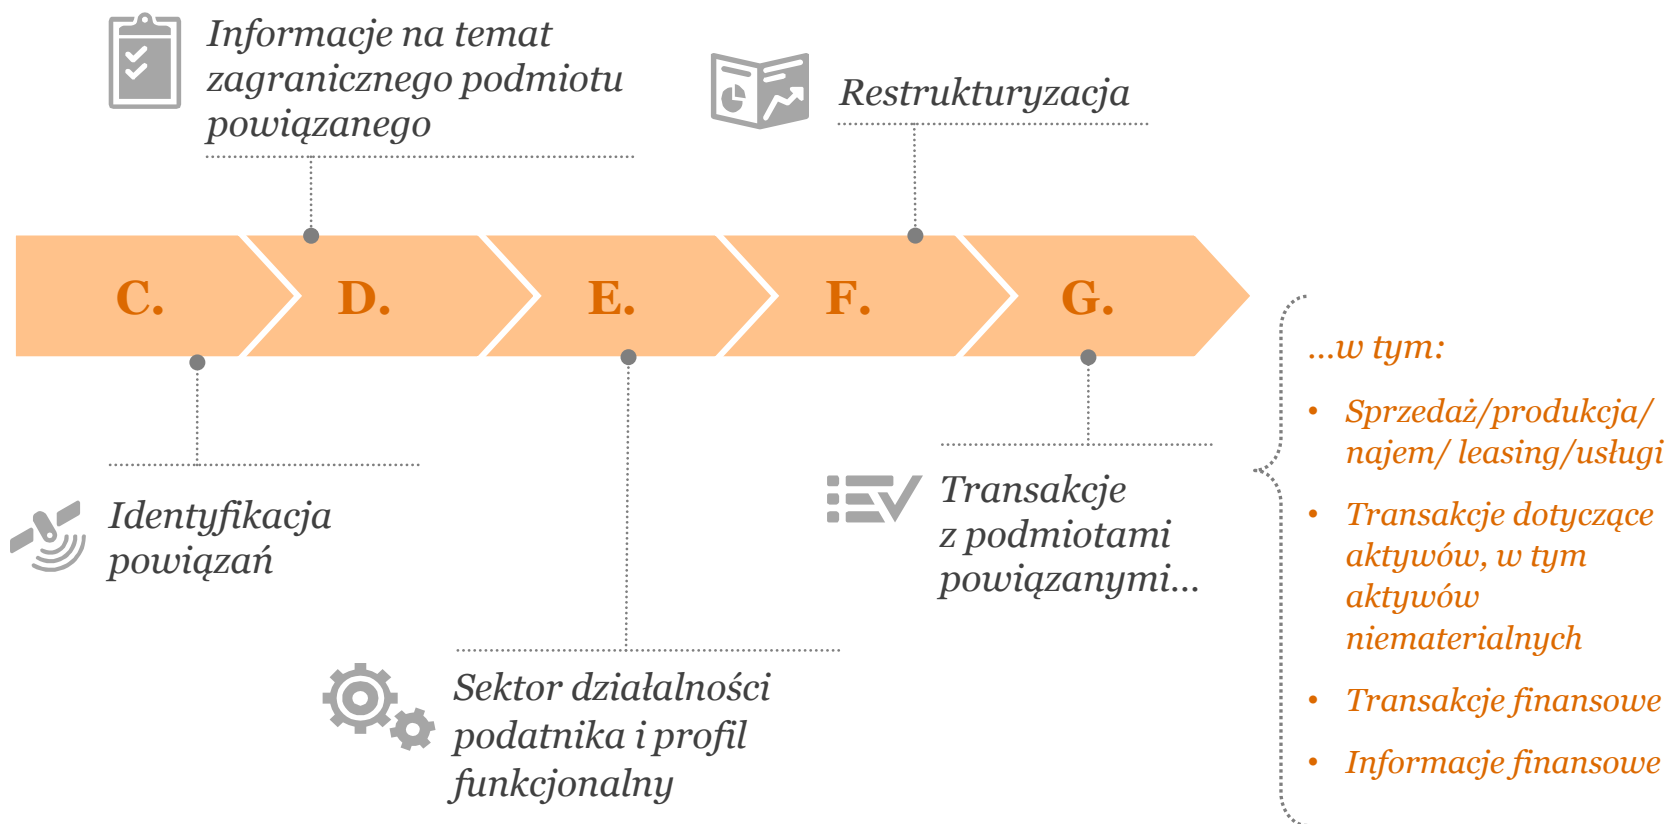 Informacje na temat
zagranicznego podmiotu
powiązanego
Restrukturyzacja
C.
D.
E.
F.
G.
Identyfikacja
powiązań
Sektor działalności
podatnika i profil
funkcjonalny
Transakcje
z podmiotami
powiązanymi...
...w tym:
• Sprzedaż/produkcja/
najem/ leasing/usługi
• Transakcje dotyczące
aktywów, w tym
aktywów
niematerialnych
• Transakcje finansowe
• Informacje finansowe